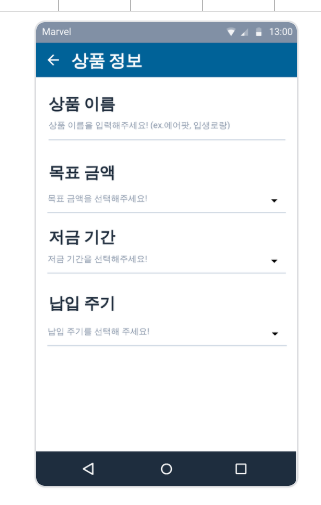 Marvel 13:00
상품 정보
상품 이름
상품 이름을 입력해주세요! (ex.에어팟, 입생로랑)
목표 금액
목표 금액을 선택해주세요!
저금 기간
저금 기간을 선택해주세요!
납입 주기
납입 주기를 선택해 주세요!